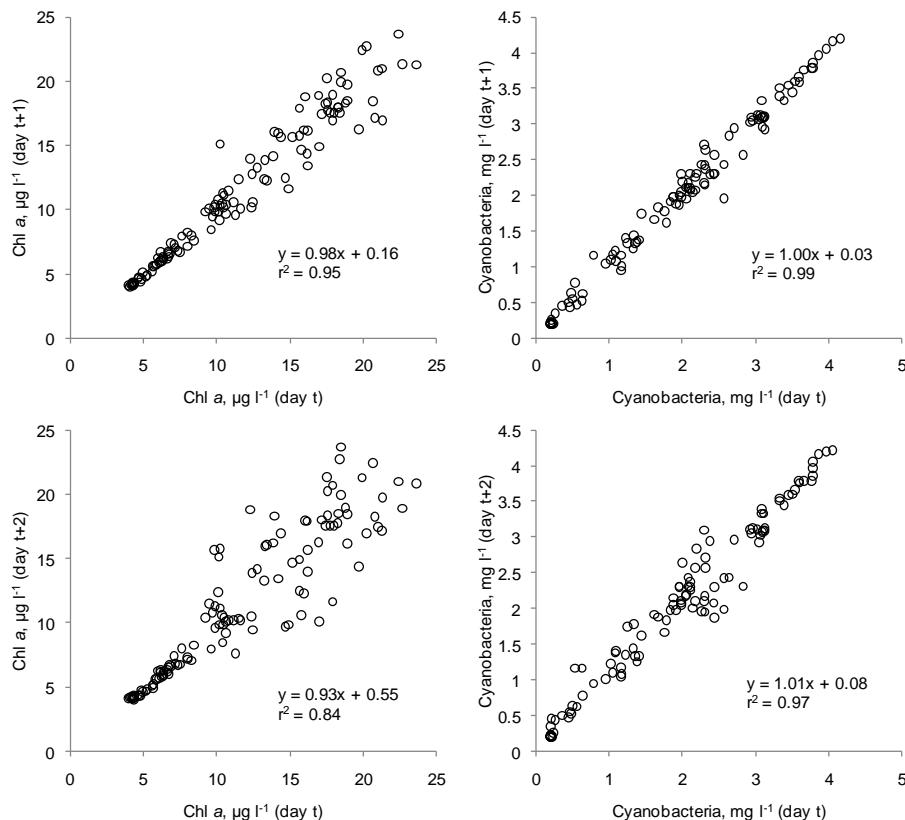 25
20
15
10
5
0
0 5 10 15 20 25
Chl a, µg l⁻¹ (day t+1)
Chl a, µg l⁻¹ (day t)
y = 0.98x + 0.16
r² = 0.95
4.5
4
3.5
3
2.5
2
1.5
1
0.5
0
0 1 2 3 4 5
Cyanobacteria, mg l⁻¹ (day t+1)
Cyanobacteria, mg l⁻¹ (day t)
y = 1.00x + 0.03
r² = 0.99
25
20
15
10
5
0
0 5 10 15 20 25
Chl a, µg l⁻¹ (day t+2)
Chl a, µg l⁻¹ (day t)
y = 0.93x + 0.55
r² = 0.84
4.5
4
3.5
3
2.5
2
1.5
1
0.5
0
0 1 2 3 4 5
Cyanobacteria, mg l⁻¹ (day t+2)
Cyanobacteria, mg l⁻¹ (day t)
y = 1.01x + 0.08
r² = 0.97